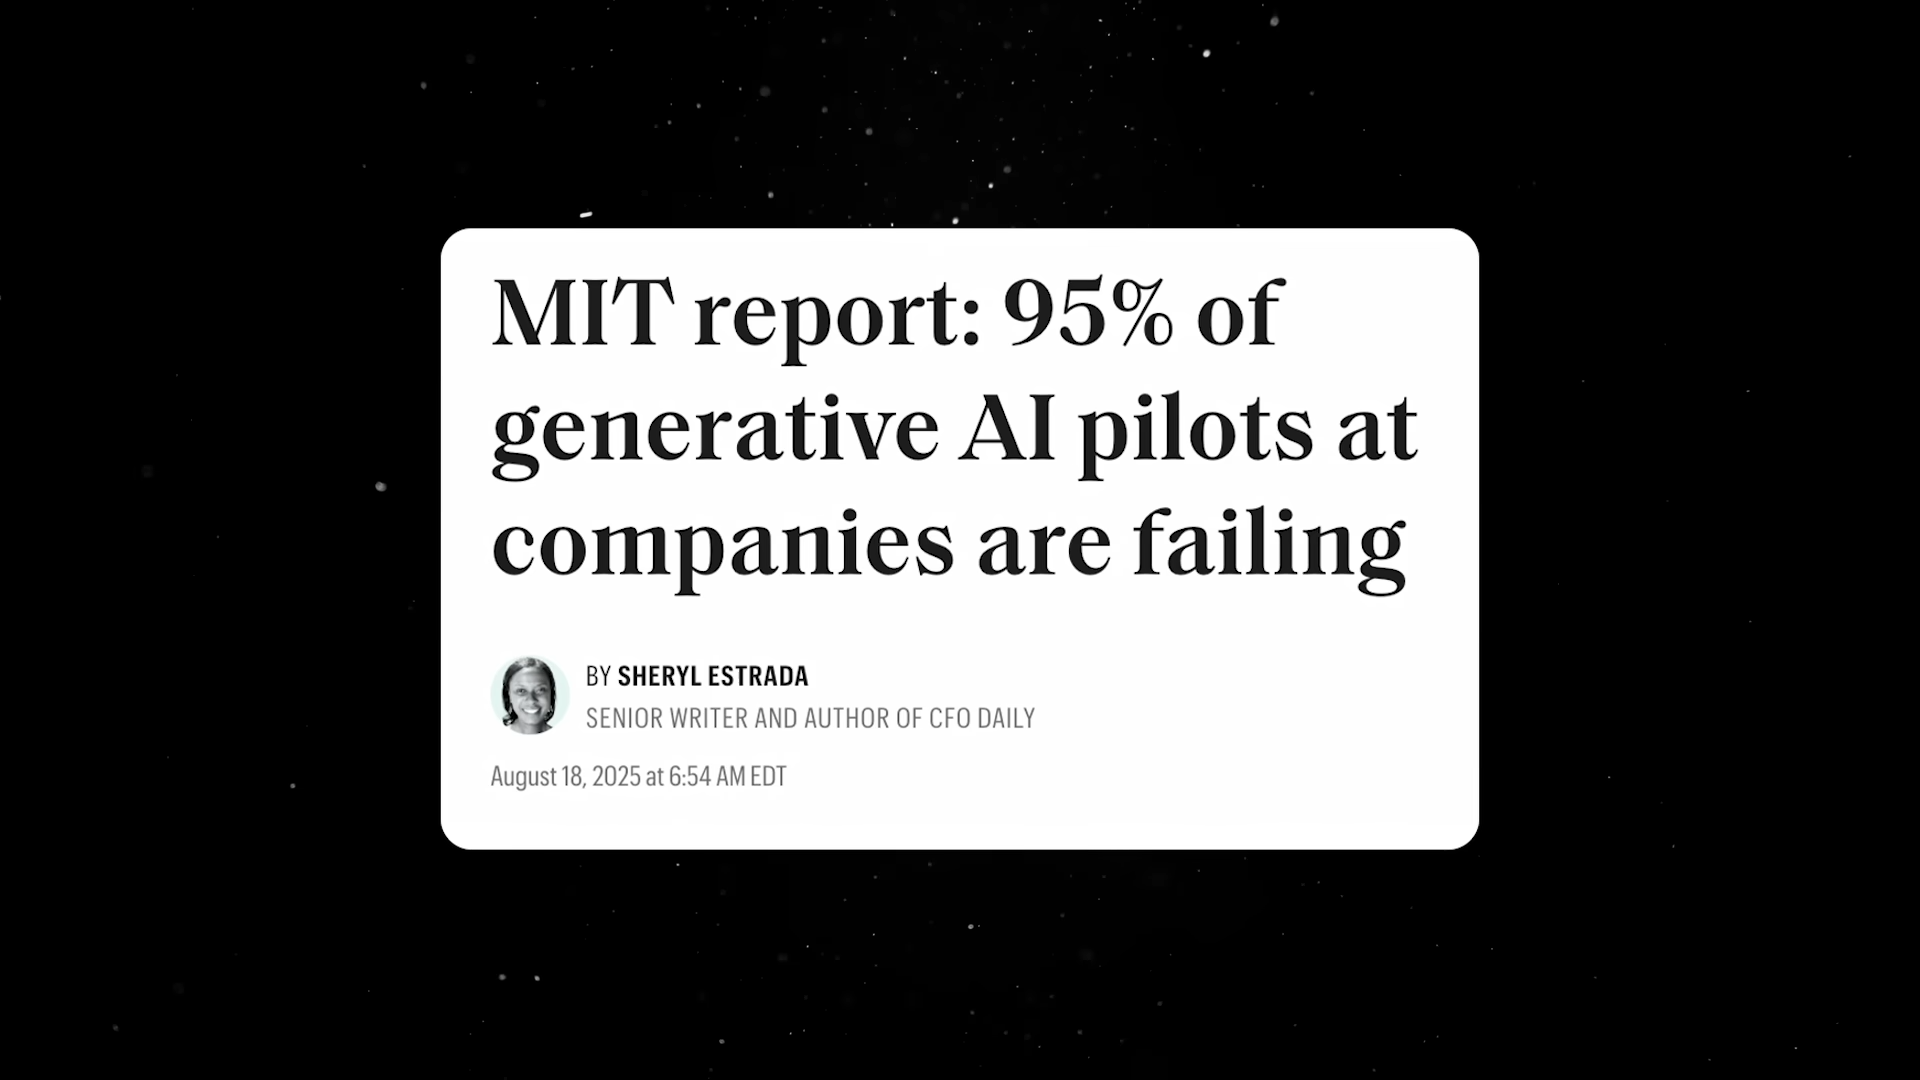 MIT report: 95% of
generative AI pilots at
companies are failing
BY SHERYL ESTRADA
SENIOR WRITER AND AUTHOR OF CFO DAILY
August 18, 2025 at 6:54 AM EDT